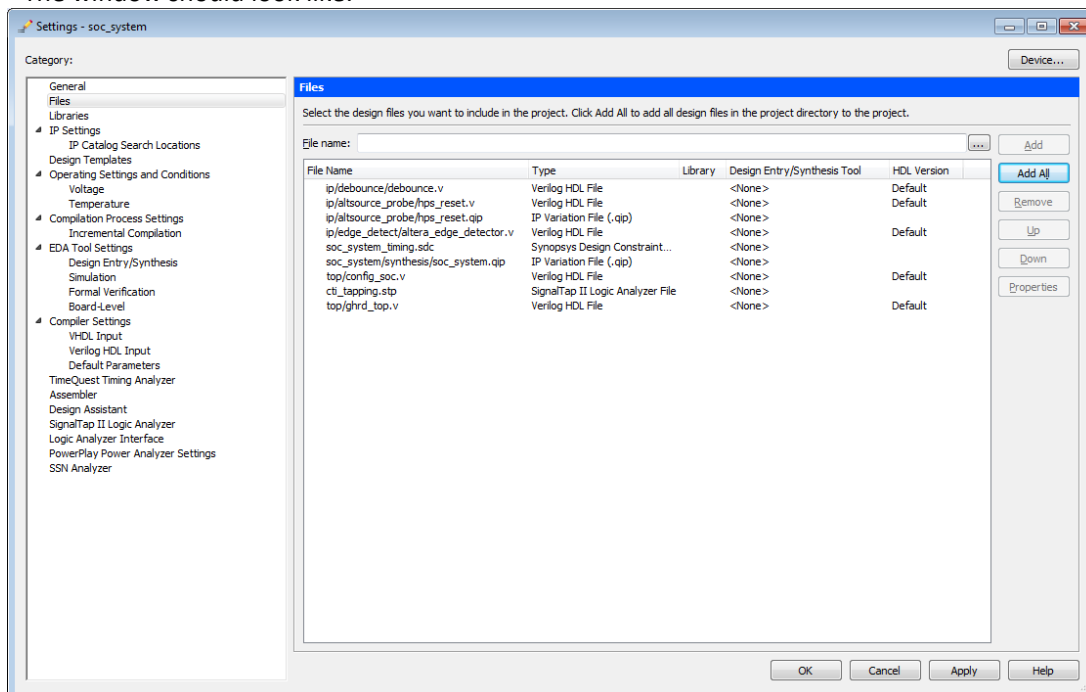 The window should look like:
Settings - soc_system
Category:
Device...
General
Files
Libraries
IP Settings
IP Catalog Search Locations
Design Templates
Operating Settings and Conditions
Voltage
Temperature
Compilation Process Settings
Incremental Compilation
EDA Tool Settings
Design Entry/Synthesis
Simulation
Formal Verification
Board-Level
Compiler Settings
VHDL Input
Verilog HDL Input
Default Parameters
TimeQuest Timing Analyzer
Assembler
Design Assistant
SignalTap II Logic Analyzer
Logic Analyzer Interface
PowerPlay Power Analyzer Settings
SSN Analyzer
Files
Select the design files you want to include in the project. Click Add All to add all design files in the project directory to the project.
File name: ... Add
File Name Type Library Design Entry/Synthesis Tool HDL Version
ip/debounce/debounce.v Verilog HDL File <None> Default
ip/altsource_probe/hps_reset.v Verilog HDL File <None> Default
ip/altsource_probe/hps_reset.qip IP Variation File (.qip) <None>
ip/edge_detect/altera_edge_detector.v Verilog HDL File <None> Default
soc_system_timing.sdc Synopsys Design Constraint... <None>
soc_system/synthesis/soc_system.qip IP Variation File (.qip) <None>
top/config_soc.v Verilog HDL File <None> Default
cti_tapping.stp SignalTap II Logic Analyzer File <None>
top/ghrd_top.v Verilog HDL File <None> Default
Add All
Remove
Up
Down
Properties
OK Cancel Apply Help